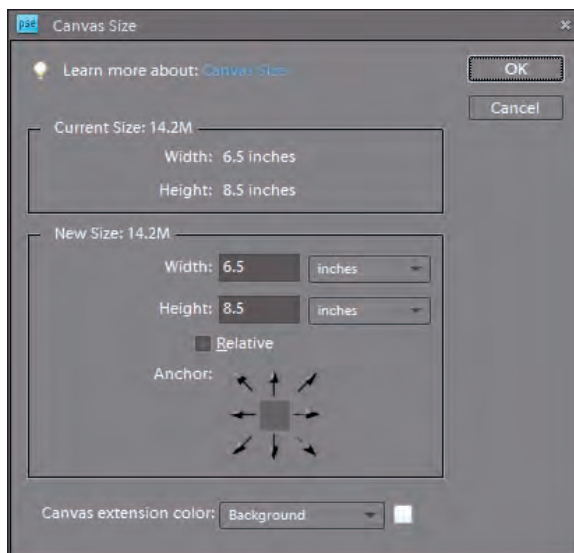 pse Canvas Size
Learn more about: Canvas Size
OK
Cancel
Current Size: 14.2M
Width: 6.5 inches
Height: 8.5 inches
New Size: 14.2M
Width: 6.5 inches
Height: 8.5 inches
Relative
Anchor:
Canvas extension color: Background